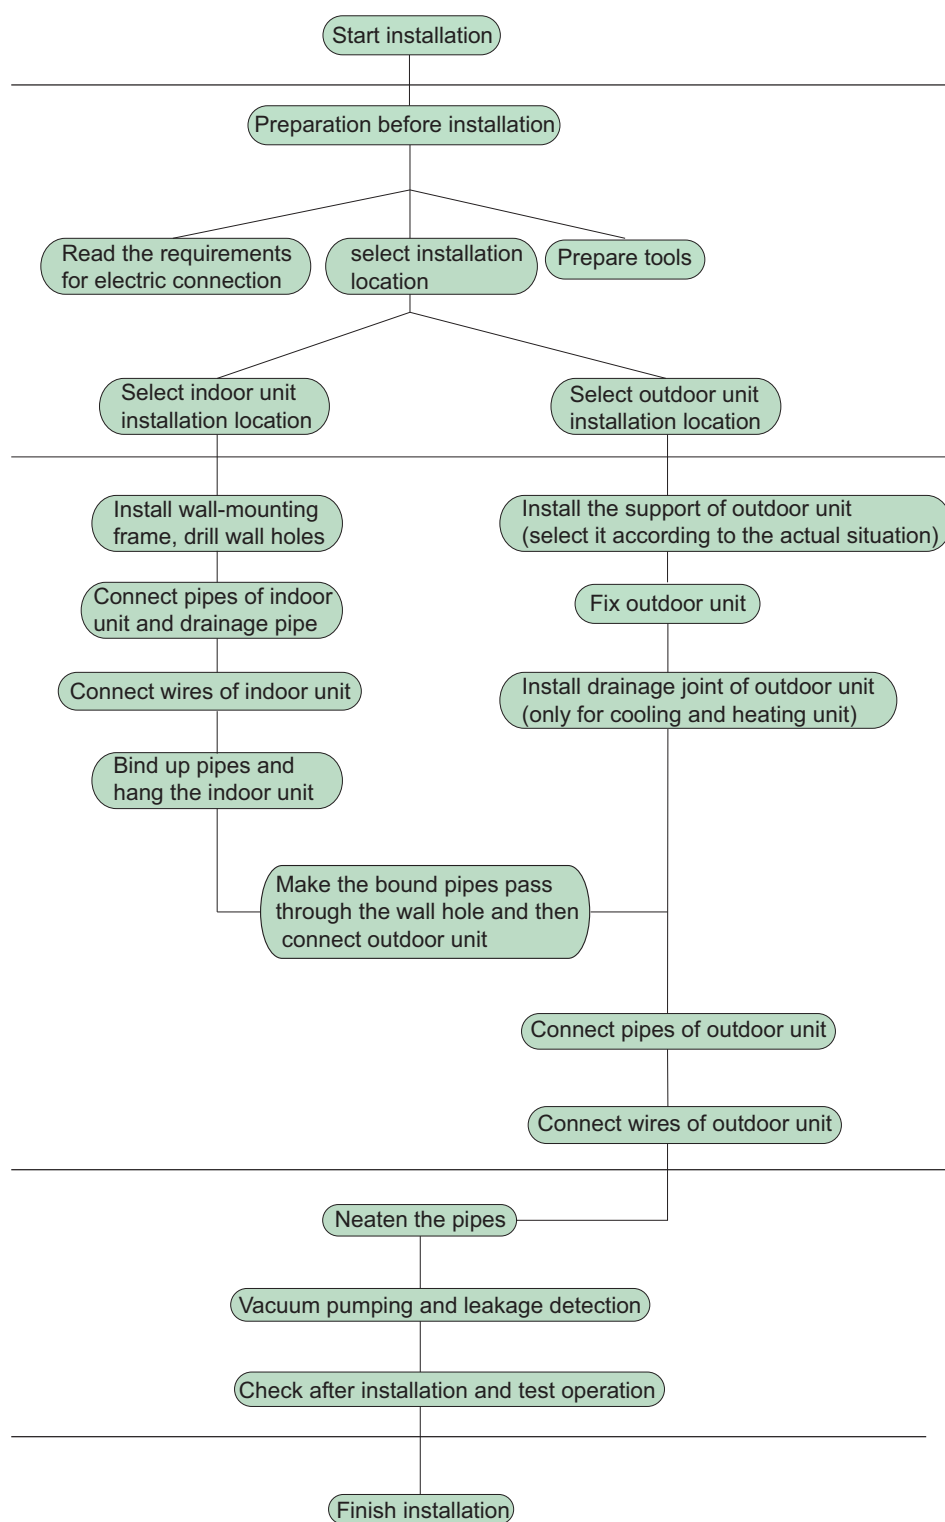 Start installation
Preparation before installation
Read the requirements
for electric connection
select installation
location
Prepare tools
Select indoor unit
installation location
Select outdoor unit
installation location
Install wall-mounting
frame, drill wall holes
Connect pipes of indoor
unit and drainage pipe
Connect wires of indoor unit
Bind up pipes and
hang the indoor unit
Install the support of outdoor unit
(select it according to the actual situation)
Fix outdoor unit
Install drainage joint of outdoor unit
(only for cooling and heating unit)
Make the bound pipes pass
through the wall hole and then
connect outdoor unit
Connect pipes of outdoor unit
Connect wires of outdoor unit
Neaten the pipes
Vacuum pumping and leakage detection
Check after installation and test operation
Finish installation